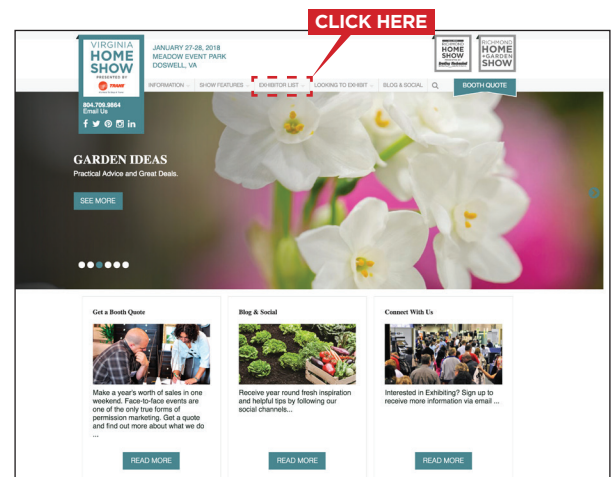 CLICK HERE
VIRGINIA
HOME
SHOW
PRESENTED BY
TRANE
JANUARY 27-28, 2018
MEADOW EVENT PARK
DOSWELL, VA
RICHMOND
HOME
SHOW
RICHMOND
HOME
+GARDEN
SHOW
INFORMATION
SHOW FEATURES
EXHIBITOR LIST
LOOKING TO EXHIBIT
BLOG & SOCIAL
BOOTH QUOTE
804.709.9864
Email Us
GARDEN IDEAS
Practical Advice and Great Deals.
SEE MORE
Get a Booth Quote
Make a year's worth of sales in one
weekend. Face-to-face events are
one of the only true forms of
permission marketing. Get a quote
and find out more about what we do
...
READ MORE
Blog & Social
Receive year round fresh inspiration
and helpful tips by following our
social channels...
READ MORE
Connect With Us
Interested in Exhibiting? Sign up to
receive more information via email ...
READ MORE